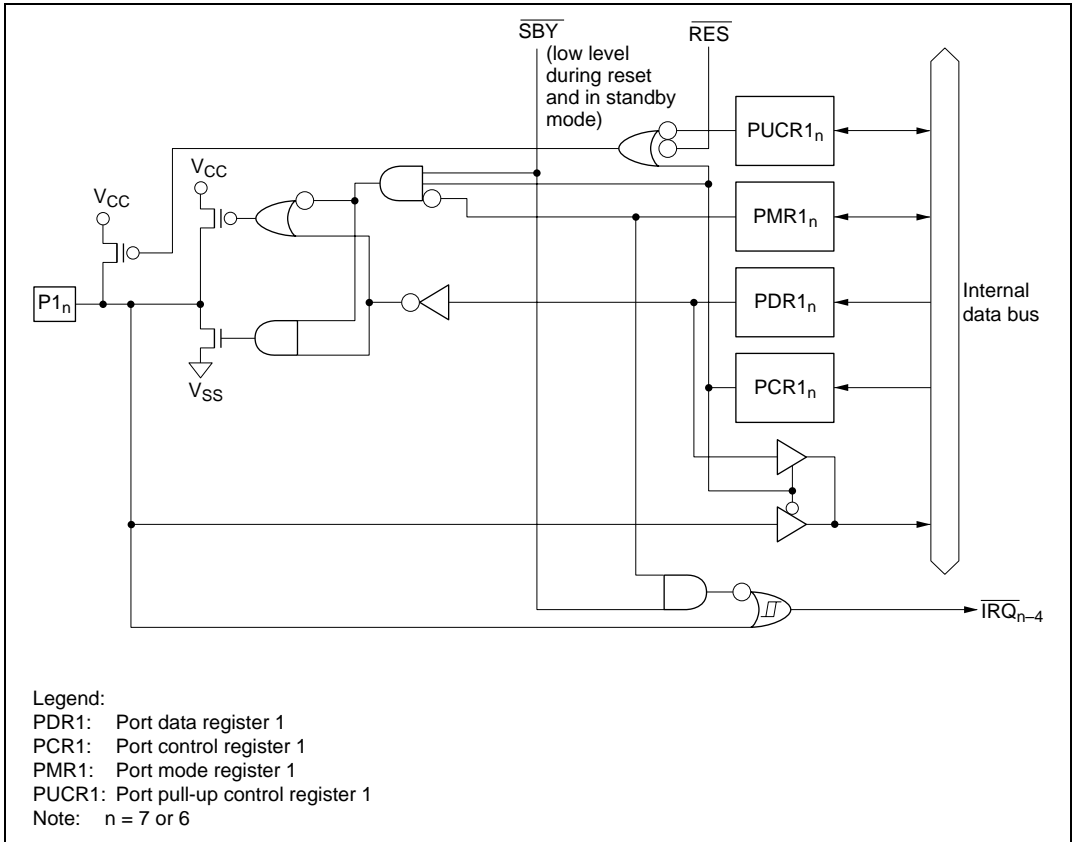 SBY
(low level
during reset
and in standby
mode)
RES
PUCR1n
VCC
VCC
PMR1n
P1n
PDR1n
Internal
data bus
VSS
PCR1n
IRQn–4
Legend:
PDR1: Port data register 1
PCR1: Port control register 1
PMR1: Port mode register 1
PUCR1: Port pull-up control register 1
Note: n = 7 or 6